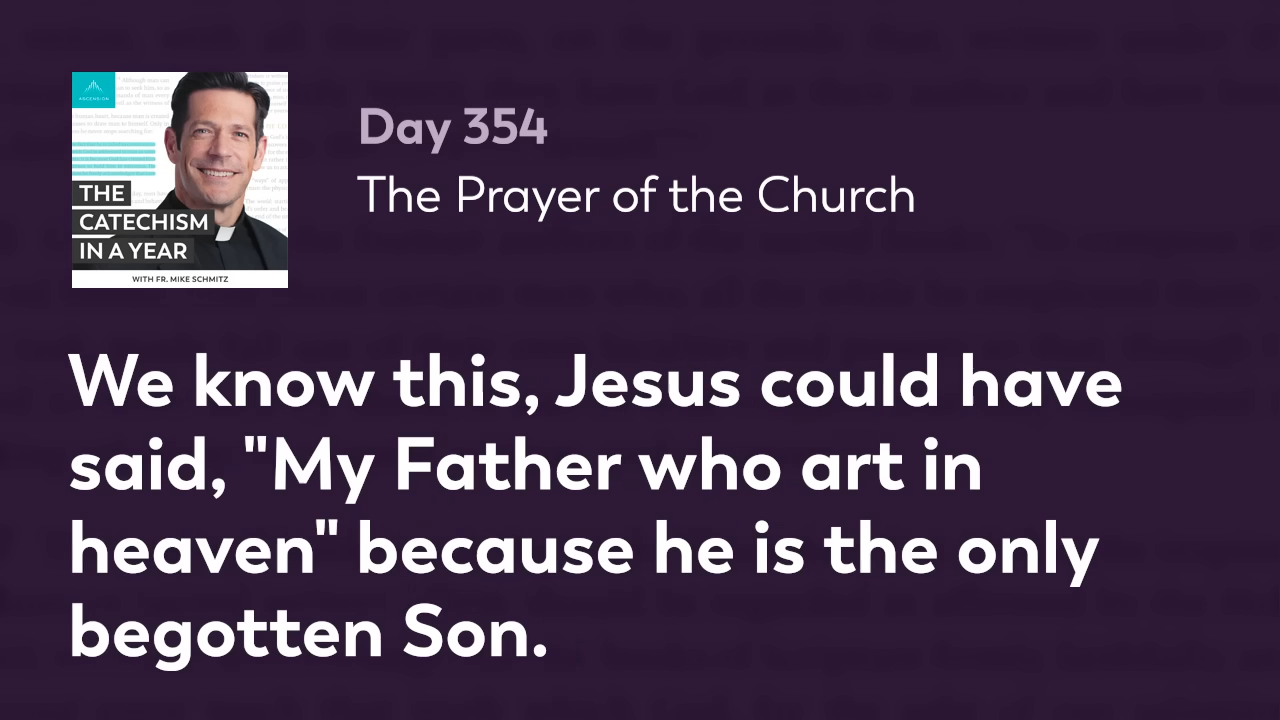 ASCENSION
THE
CATECHISM
IN A YEAR
WITH FR. MIKE SCHMITZ
Day 354
The Prayer of the Church
We know this, Jesus could have
said, "My Father who art in
heaven" because he is the only
begotten Son.